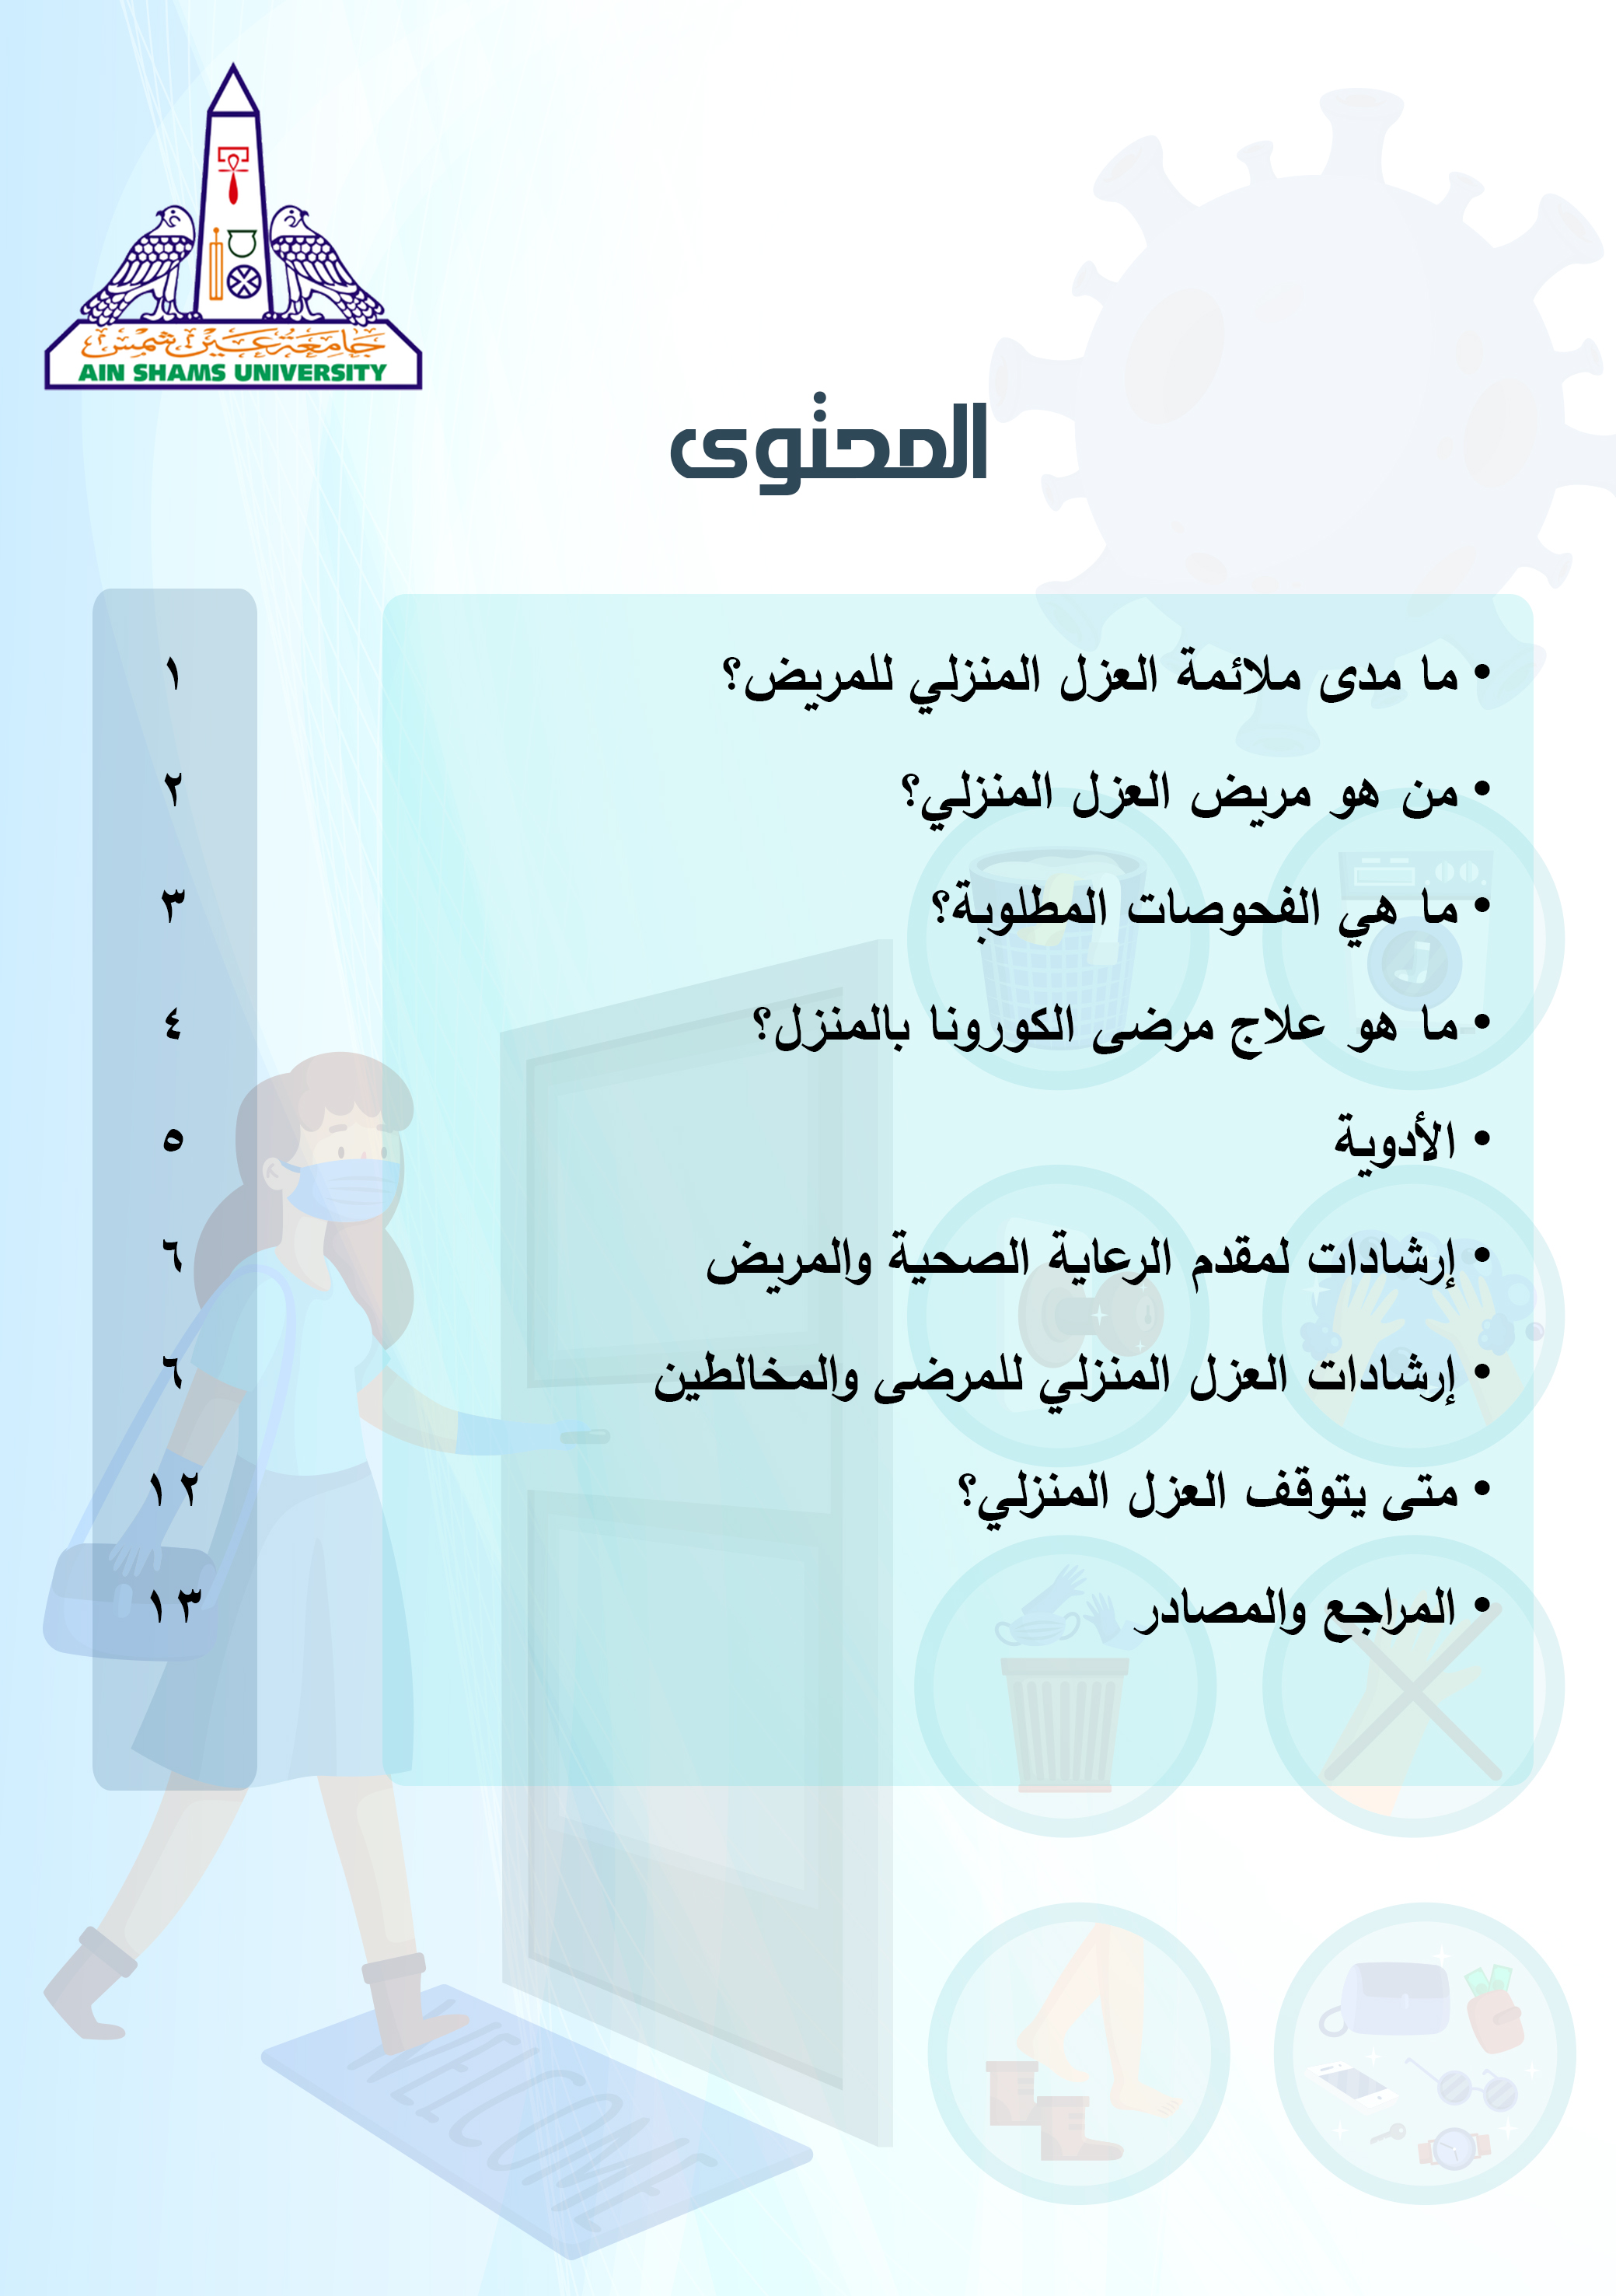 جامعة عين شمس
AIN SHAMS UNIVERSITY
المحتوى
• ما مدى ملائمة العزل المنزلي للمريض؟ ١
• من هو مريض العزل المنزلي؟ ٢
• ما هي الفحوصات المطلوبة؟ ٣
• ما هو علاج مرضى الكورونا بالمنزل؟ ٤
• الأدوية ٥
• إرشادات لمقدم الرعاية الصحية والمريض ٦
• إرشادات العزل المنزلي للمرضى والمخالطين ٦
• متى يتوقف العزل المنزلي؟ ١٢
• المراجع والمصادر ١٣
WELCOME